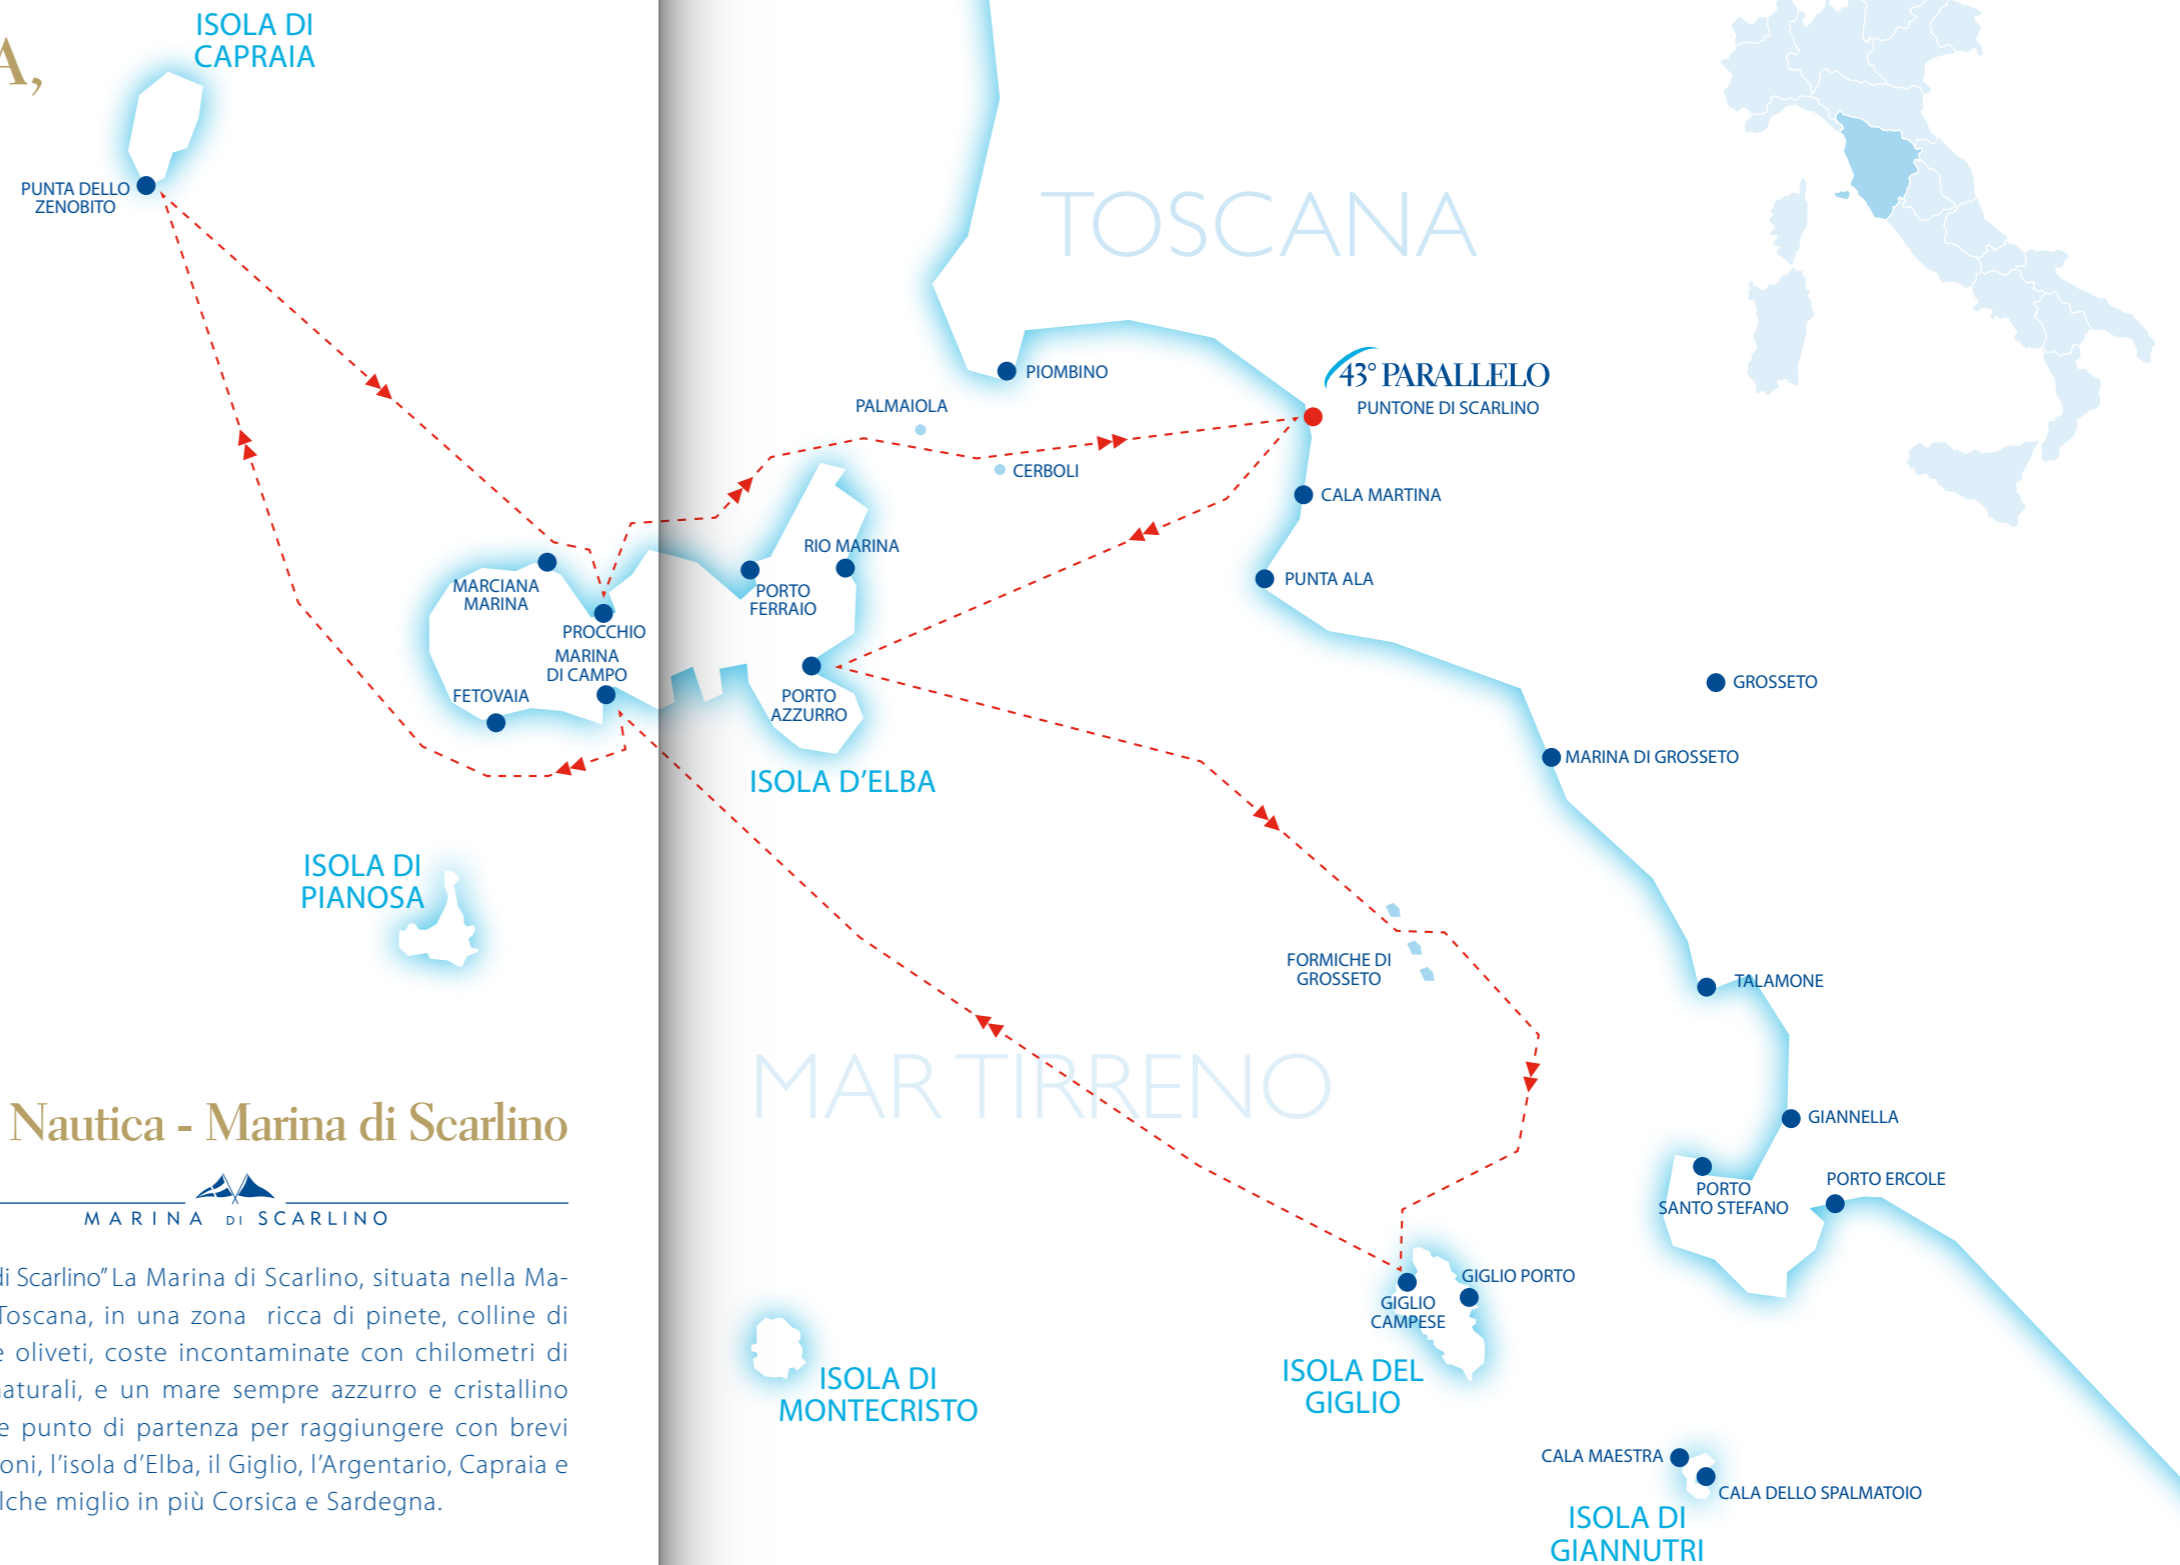 A,
ISOLA DI
CAPRAIA
PUNTA DELLO
ZENOBITO
TOSCANA
PIOMBINO
43° PARALLELO
PUNTONE DI SCARLINO
PALMAIOLA
CERBOLI
CALA MARTINA
RIO MARINA
PUNTA ALA
MARCIANA
MARINA
PORTO
FERRAIO
PROCCHIO
MARINA
DI CAMPO
FETOVAIA
PORTO
AZZURRO
GROSSETO
MARINA DI GROSSETO
ISOLA D'ELBA
ISOLA DI
PIANOSA
FORMICHE DI
GROSSETO
TALAMONE
MAR TIRRENO
GIANNELLA
PORTO
SANTO STEFANO
PORTO ERCOLE
GIGLIO PORTO
GIGLIO
CAMPESE
ISOLA DEL
GIGLIO
ISOLA DI
MONTECRISTO
CALA MAESTRA
CALA DELLO SPALMATOIO
ISOLA DI
GIANNUTRI
Nautica - Marina di Scarlino
MARINA DI SCARLINO
di Scarlino” La Marina di Scarlino, situata nella Ma-
Toscana, in una zona ricca di pinete, colline di
e oliveti, coste incontaminate con chilometri di
naturali, e un mare sempre azzurro e cristallino
e punto di partenza per raggiungere con brevi
oni, l'isola d'Elba, il Giglio, l'Argentario, Capraia e
lche miglio in più Corsica e Sardegna.